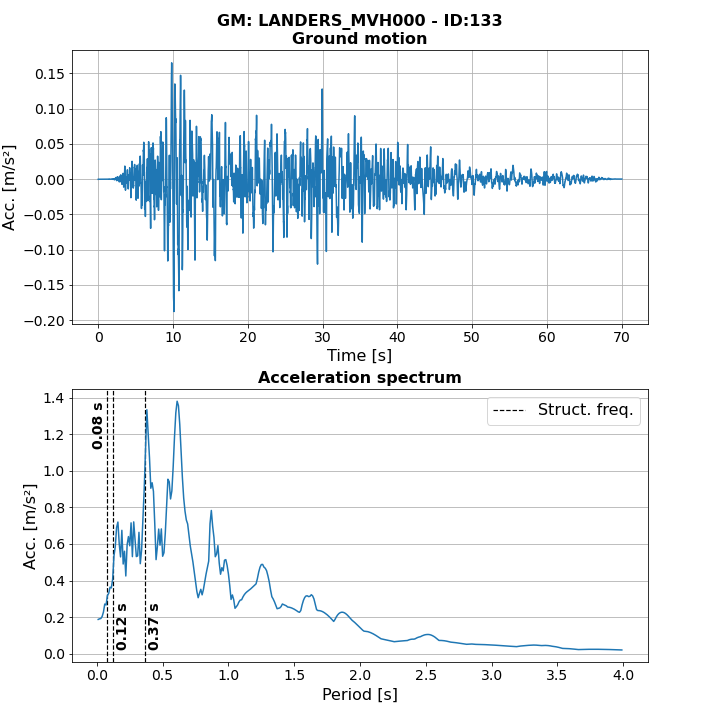 GM: LANDERS_MVH000 - ID:133
Ground motion
0.15
0.10
0.05
0.00
−0.05
−0.10
−0.15
−0.20
Acc. [m/s²]
0 10 20 30 40 50 60 70
Time [s]
Acceleration spectrum
1.4
1.2
1.0
0.8
0.6
0.4
0.2
0.0
Acc. [m/s²]
Struct. freq.
0.08 s
0.12 s
0.37 s
0.0 0.5 1.0 1.5 2.0 2.5 3.0 3.5 4.0
Period [s]